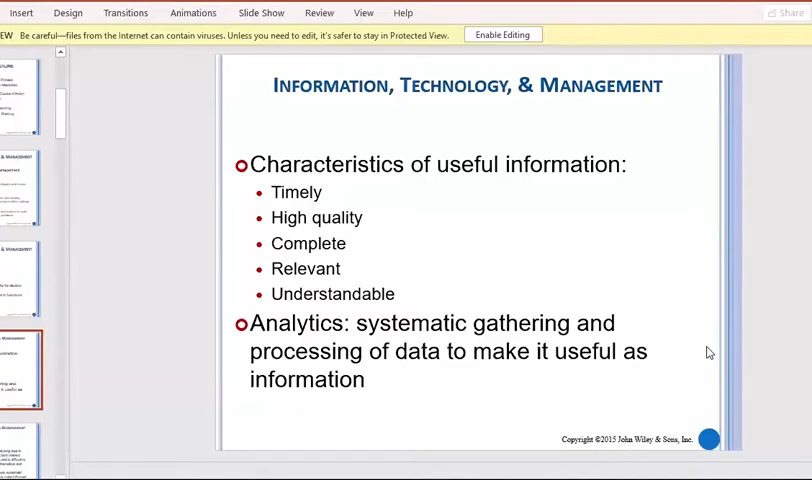 Insert Design Transitions Animations Slide Show Review View Help Share
EW Be careful—files from the Internet can contain viruses. Unless you need to edit, it's safer to stay in Protected View. Enable Editing
INFORMATION, TECHNOLOGY, & MANAGEMENT
Characteristics of useful information:
• Timely
• High quality
• Complete
• Relevant
• Understandable
Analytics: systematic gathering and
processing of data to make it useful as
information
Copyright ©2015 John Wiley & Sons, Inc.